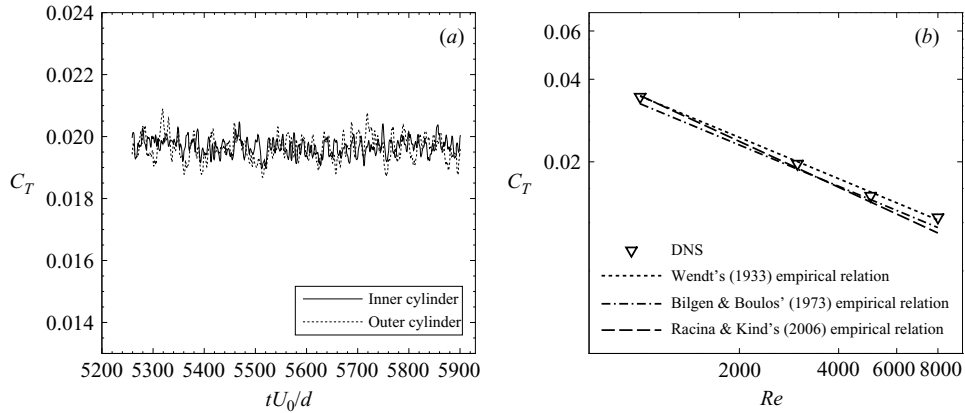 (a)
0.024
0.022
0.020
C_T
0.018
0.016
0.014
Inner cylinder
Outer cylinder
5200 5300 5400 5500 5600 5700 5800 5900
tU_0/d
(b)
0.06
0.04
C_T
0.02
DNS
Wendt's (1933) empirical relation
Bilgen & Boulos' (1973) empirical relation
Racina & Kind's (2006) empirical relation
2000 4000 6000 8000
Re